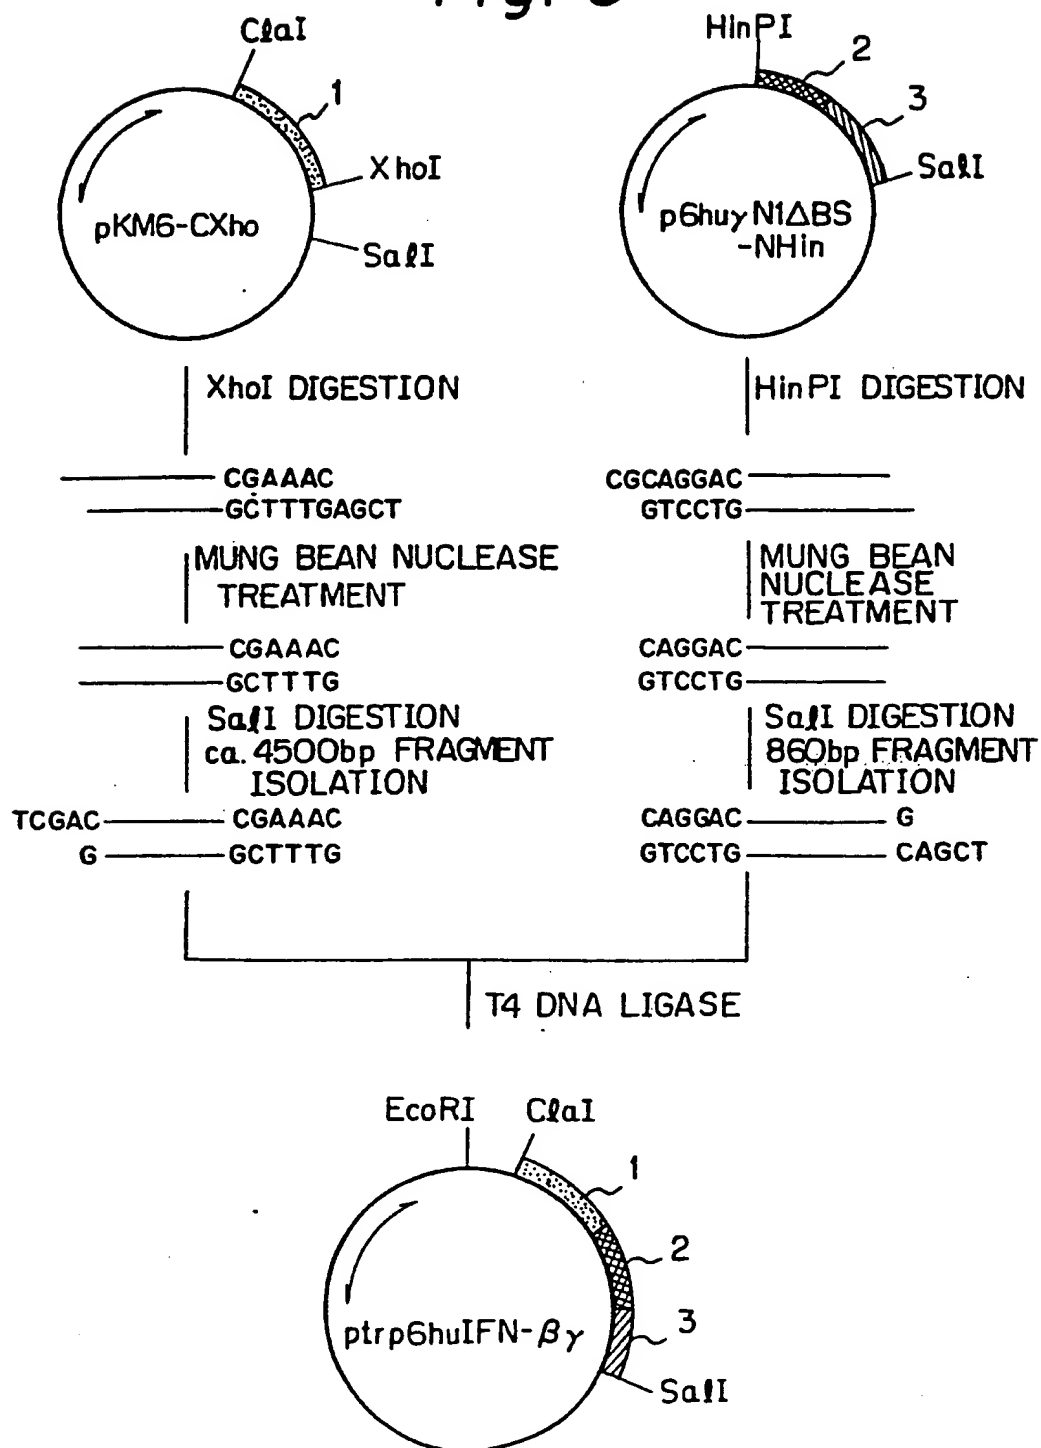 ClaI
1
XhoI
SalI
pKM6-CXho
HinPI
2
3
SalI
p6huγN1ΔBS
-NHin
XhoI DIGESTION
HinPI DIGESTION
CGAAAC
GCTTTGAGCT
CGCAGGAC
GTCCTG
MUNG BEAN NUCLEASE
TREATMENT
MUNG BEAN
NUCLEASE
TREATMENT
CGAAAC
GCTTTG
CAGGAC
GTCCTG
SalI DIGESTION
ca. 4500bp FRAGMENT
ISOLATION
SalI DIGESTION
860bp FRAGMENT
ISOLATION
TCGAC CGAAAC
G GCTTTG
CAGGAC G
GTCCTG CAGCT
T4 DNA LIGASE
EcoRI
ClaI
1
2
3
SalI
ptrp6huIFN-βγ